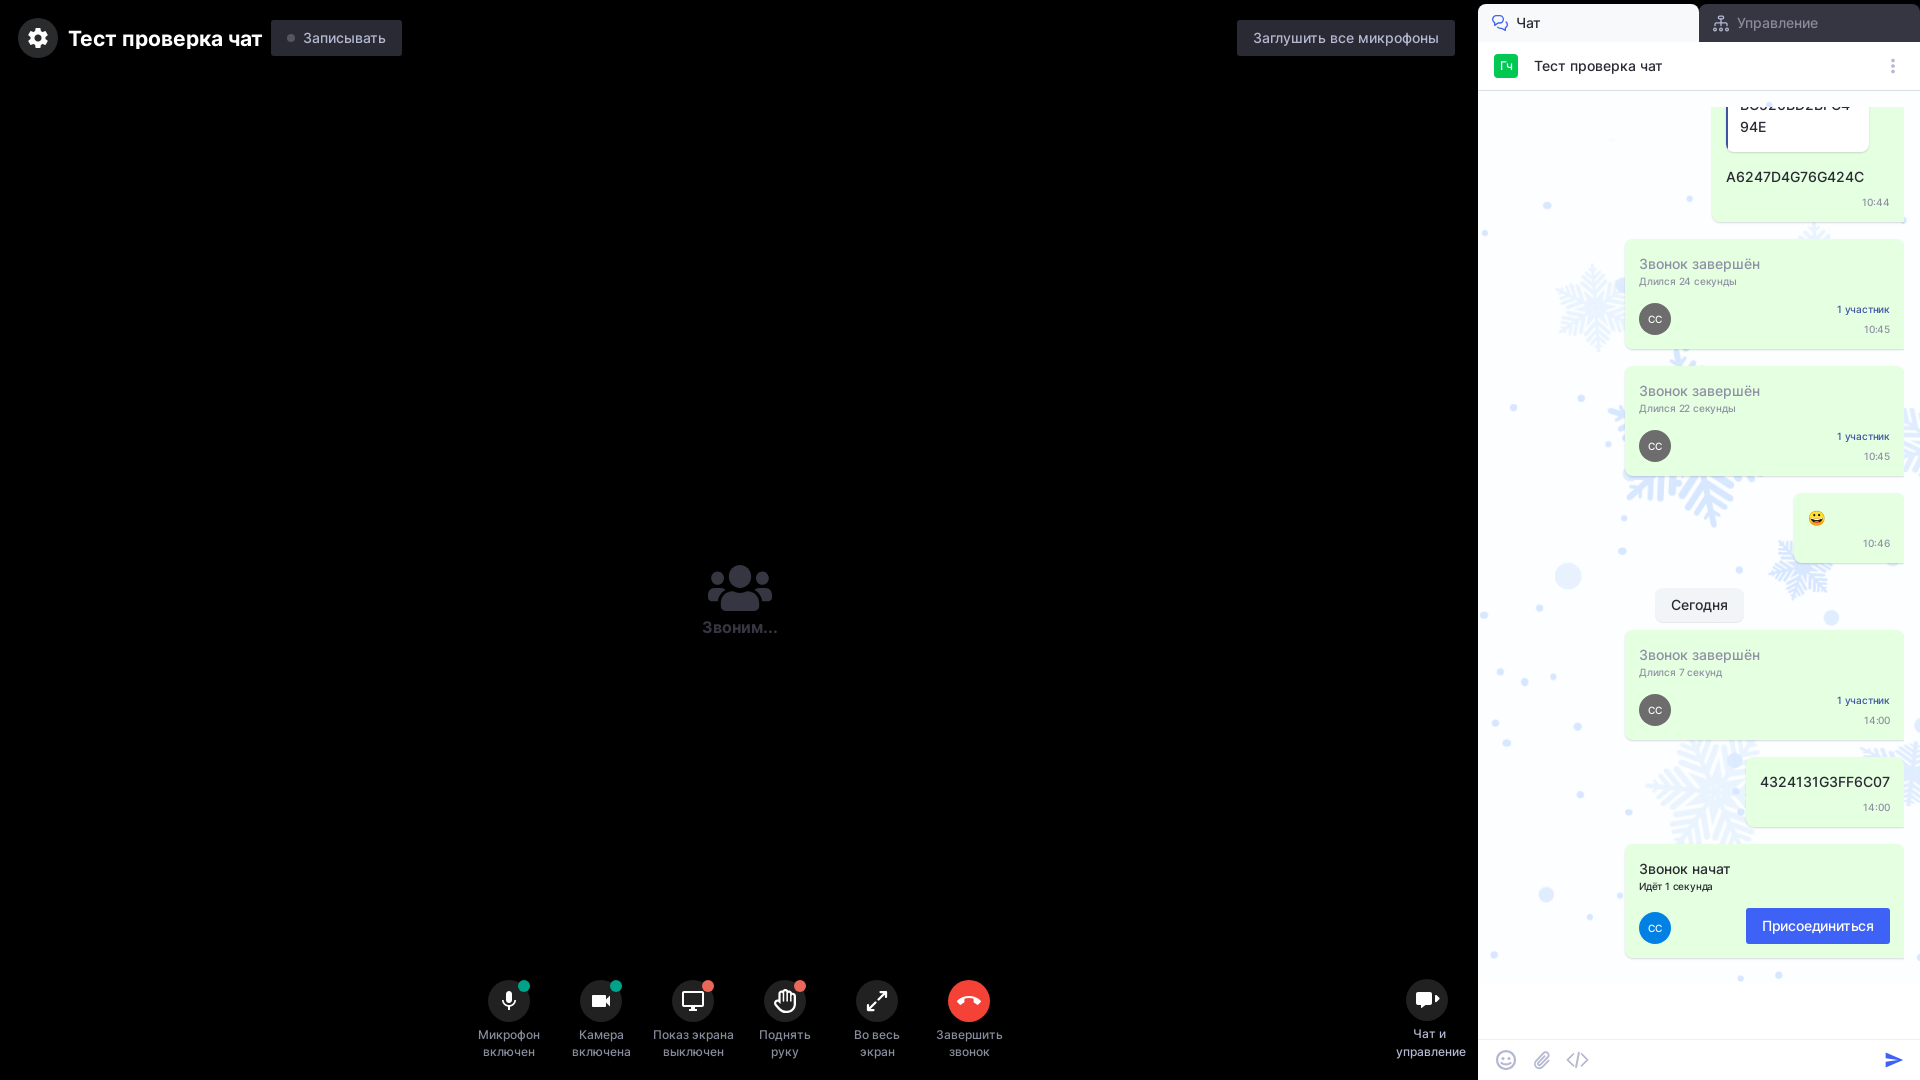 Тест проверка чат
Записывать
Заглушить все микрофоны
Звоним...
Микрофон включен
Камера включена
Показ экрана выключен
Поднять руку
Во весь экран
Завершить звонок
Чат и управление
Чат
Управление
Гч
Тест проверка чат
94E
A6247D4G76G424C
10:44
Звонок завершён
Длился 24 секунды
СС
1 участник
10:45
Звонок завершён
Длился 22 секунды
СС
1 участник
10:45
😀
10:46
Сегодня
Звонок завершён
Длился 7 секунд
СС
1 участник
14:00
4324131G3FF6C07
14:00
Звонок начат
Идёт 1 секунда
СС
Присоединиться